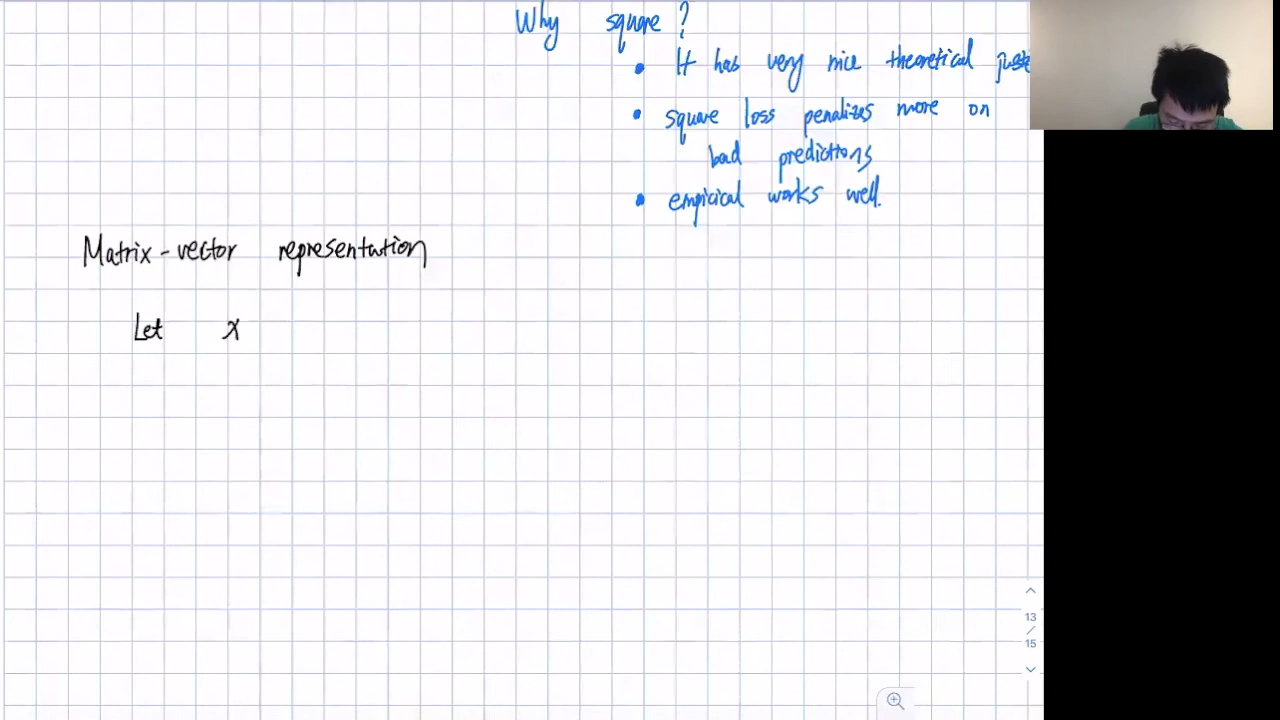 Why square?
• It has very nice theoretical
• square loss penalizes more on
bad predictions
• empicical works well.
Matrix-vector representation
Let x
13
/
15